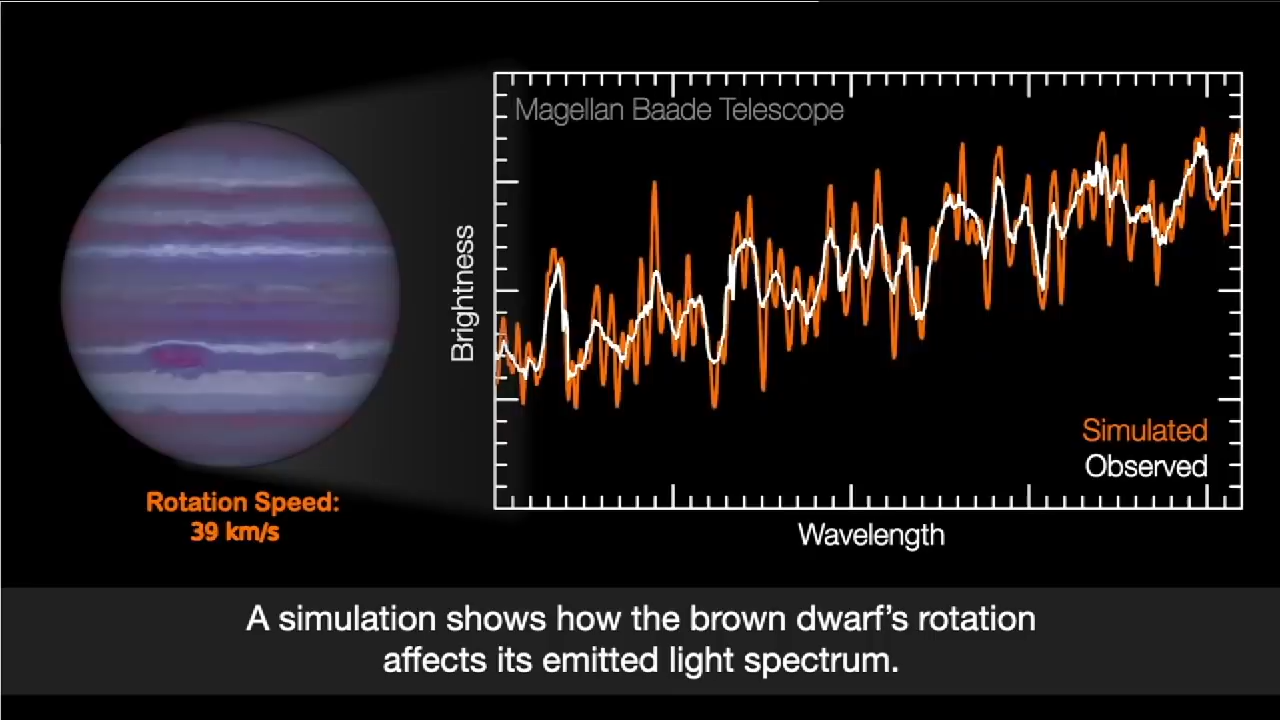 Magellan Baade Telescope
Brightness
Simulated
Observed
Wavelength
Rotation Speed:
39 km/s
A simulation shows how the brown dwarf's rotation
affects its emitted light spectrum.